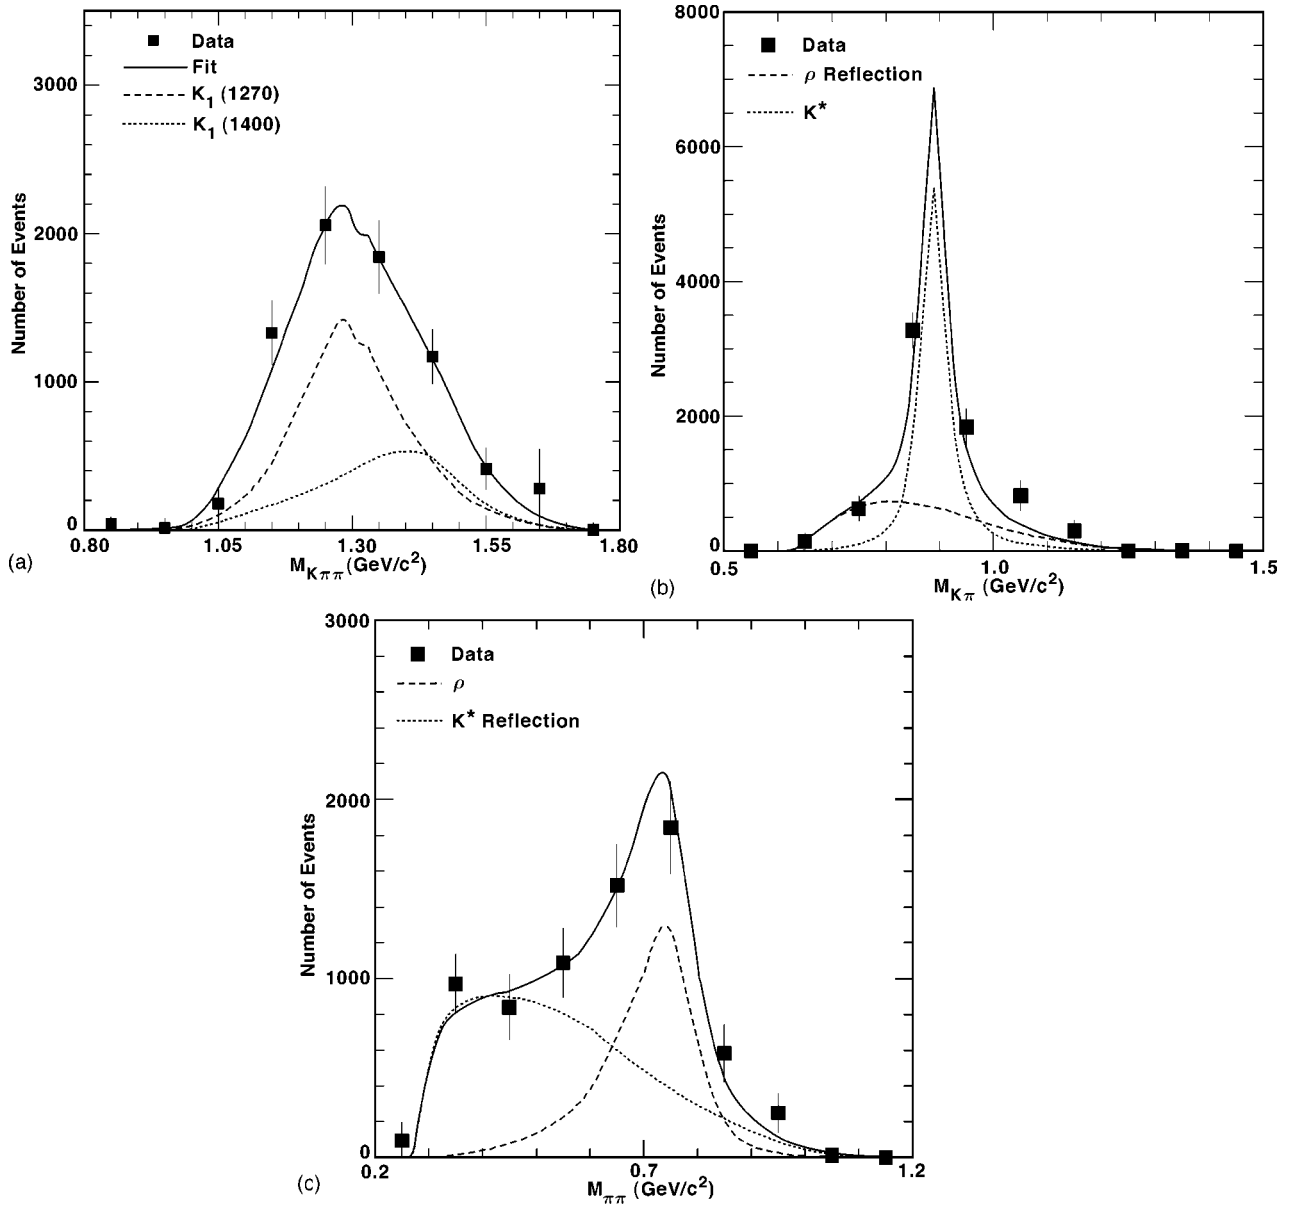 Data
Fit
K1 (1270)
K1 (1400)
3000
2000
1000
0
Number of Events
0.80 1.05 1.30 1.55 1.80
MKππ(GeV/c2)
(a)
8000
Data
ρ Reflection
K*
6000
4000
2000
0
Number of Events
0.5 1.0 1.5
MKπ (GeV/c2)
(b)
3000
Data
ρ
K* Reflection
2000
1000
0
Number of Events
0.2 0.7 1.2
Mππ (GeV/c2)
(c)